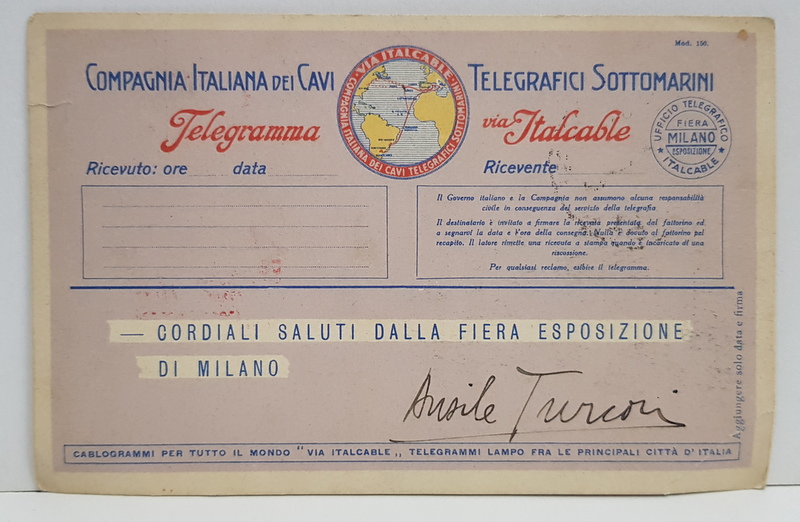 Mod. 150.
COMPAGNIA ITALIANA DEI CAVI TELEGRAFICI SOTTOMARINI
VIA ITALCABLE
COMPAGNIA ITALIANA DEI CAVI TELEGRAFICI SOTTOMARINI
Telegramma via Italcable
UFFICIO TELEGRAFICO
FIERA
MILANO
ESPOSIZIONE
ITALCABLE
Ricevuto: ore data Ricevente
Il Governo italiano e la Compagnia non assumono alcuna responsabilità
civile in conseguenza del servizio della telegrafia
Il destinatario è invitato a firmare la ricevuta presentata dal fattorino ed
a segnarvi la data e l'ora della consegna. Nulla è dovuto al fattorino pel
recapito. Il latore rimette una ricevuta a stampa quando è incaricato di una
riscossione.
Per qualsiasi reclamo, esibire il telegramma.
— CORDIALI SALUTI DALLA FIERA ESPOSIZIONE
DI MILANO
Turconi
Aggiungere solo data e firma
CABLOGRAMMI PER TUTTO IL MONDO "VIA ITALCABLE„ TELEGRAMMI LAMPO FRA LE PRINCIPALI CITTÀ D'ITALIA